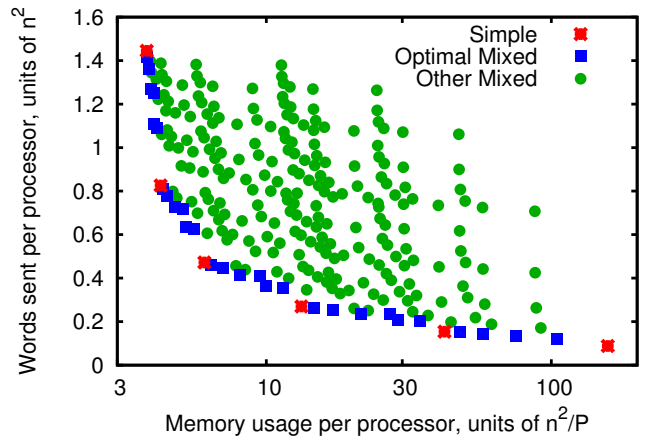 Words sent per processor, units of n²
1.6
1.4
1.2
1
0.8
0.6
0.4
0.2
0
Simple
Optimal Mixed
Other Mixed
3 10 30 100
Memory usage per processor, units of n²/P